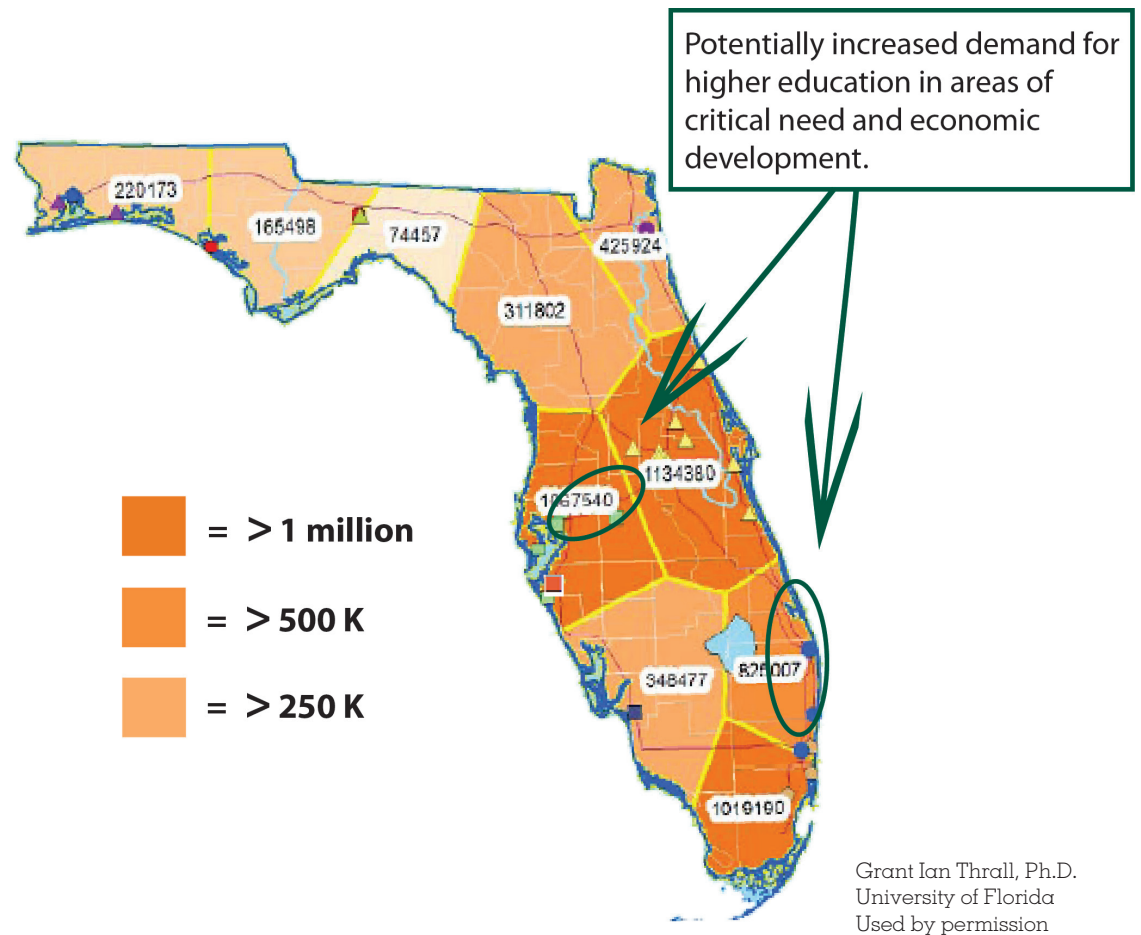 Potentially increased demand for
higher education in areas of
critical need and economic
development.
220173
165498
74457
425924
311802
1134380
= > 1 million
= > 500 K
= > 250 K
348477
825007
1019190
Grant Ian Thrall, Ph.D.
University of Florida
Used by permission